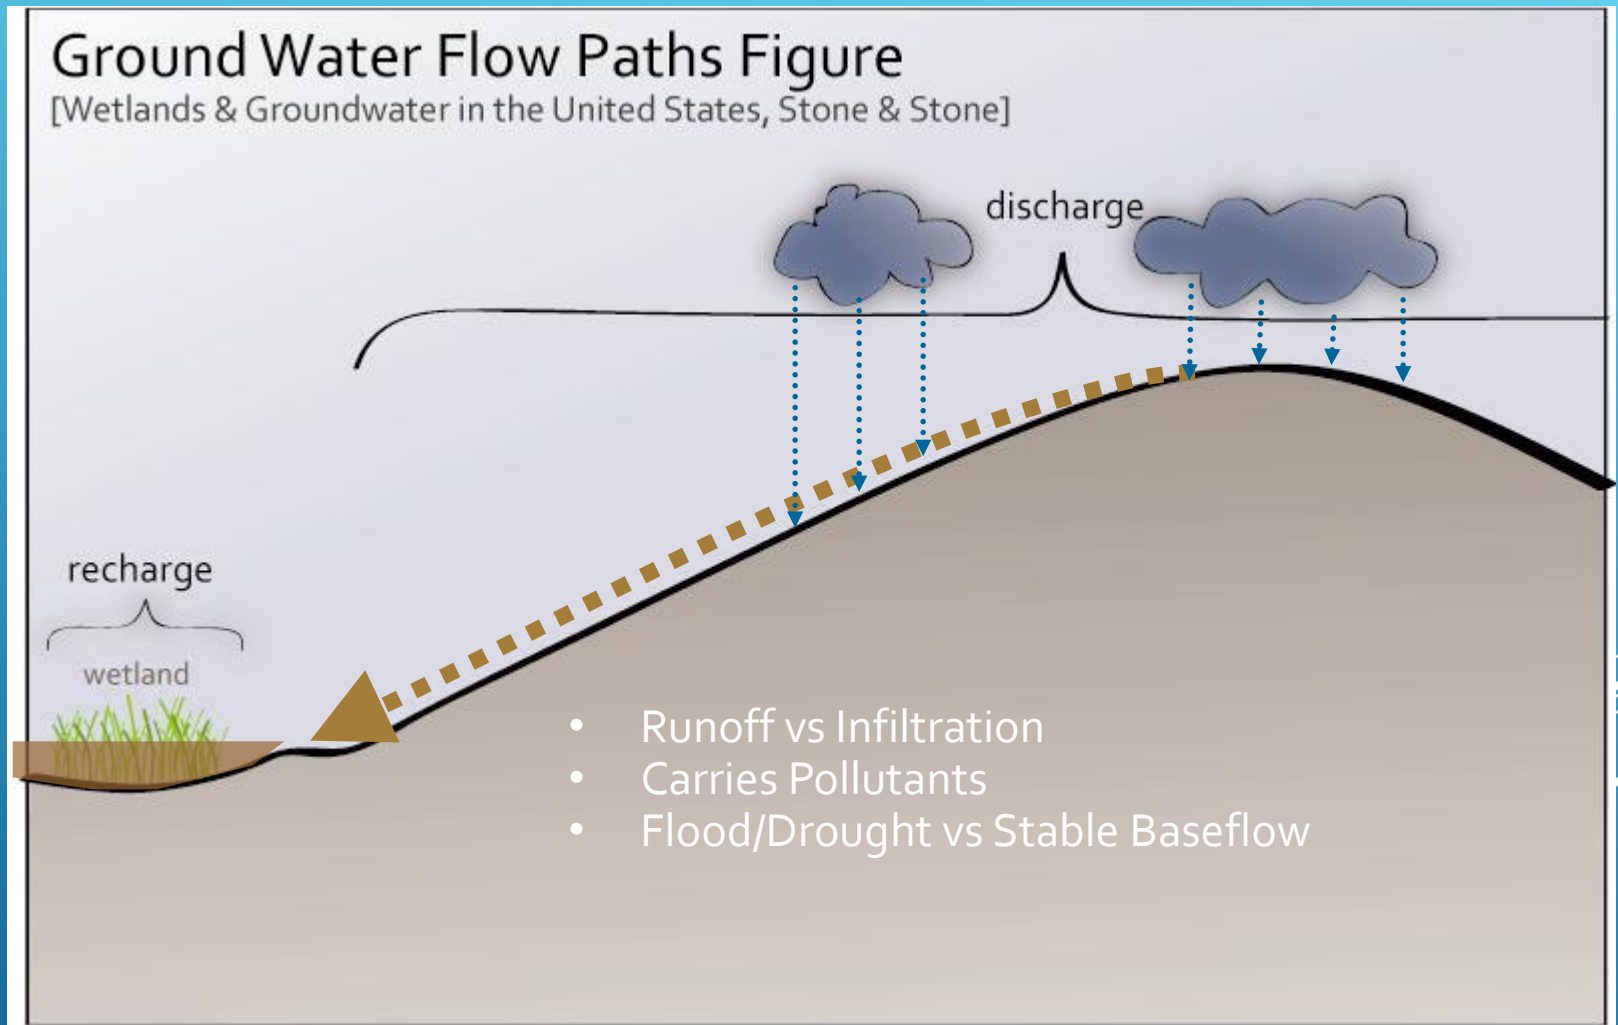 Ground Water Flow Paths Figure
[Wetlands & Groundwater in the United States, Stone & Stone]
discharge
recharge
wetland
• Runoff vs Infiltration
• Carries Pollutants
• Flood/Drought vs Stable Baseflow